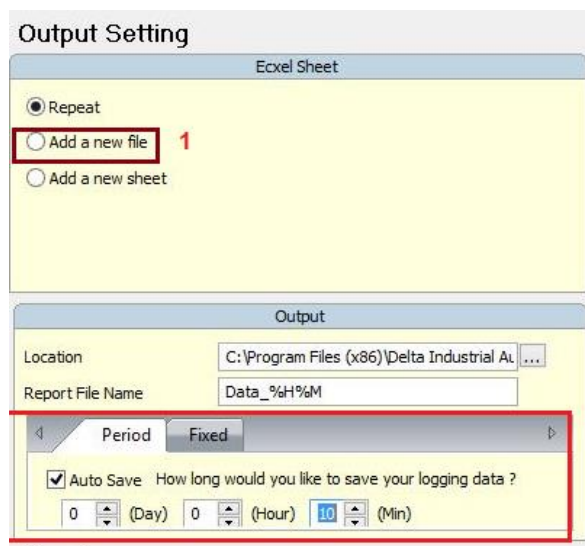 Output Setting
Ecxel Sheet
Repeat
Add a new file 1
Add a new sheet
Output
Location C:\Program Files (x86)\Delta Industrial Au ...
Report File Name Data_%H%M
Period Fixed
Auto Save How long would you like to save your logging data ?
0 (Day) 0 (Hour) 10 (Min)